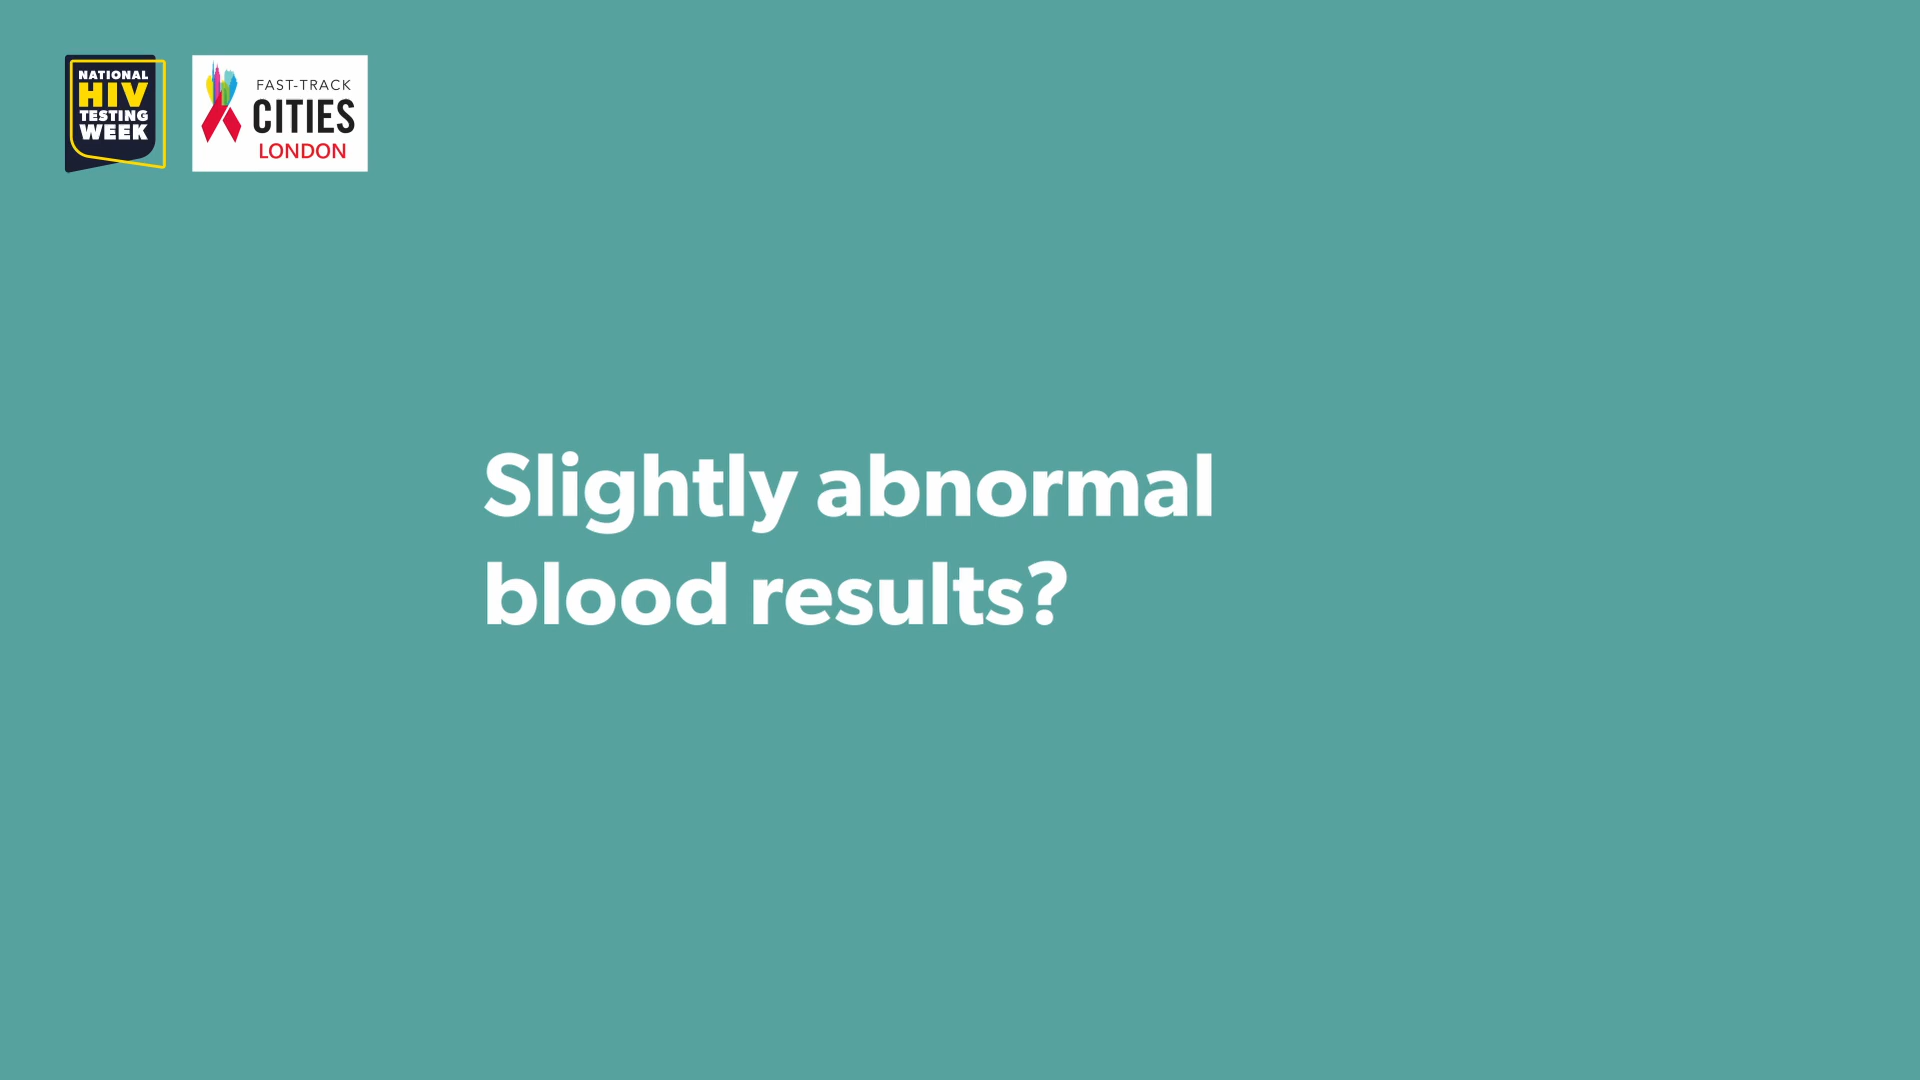 NATIONAL
HIV
TESTING
WEEK
FAST-TRACK
CITIES
LONDON
Slightly abnormal
blood results?